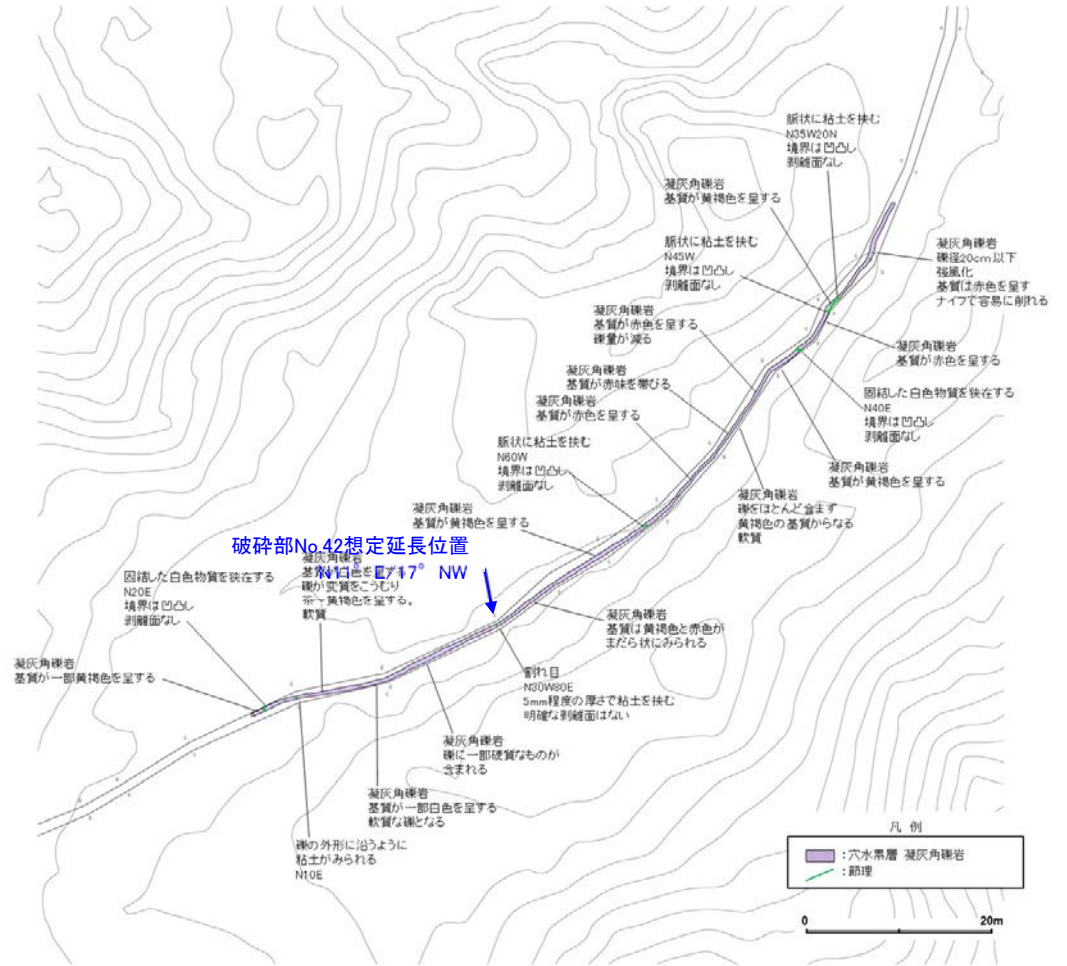 脈状に粘土を挟む
N35W20N
境界は凹凸し
剥離面なし
凝灰角礫岩
基質が黄褐色を呈する
脈状に粘土を挟む
N45W
境界は凹凸し
剥離面なし
凝灰角礫岩
礫径20cm以下
強風化
基質は赤色を呈す
ナイフで容易に削れる
凝灰角礫岩
基質が赤色を呈する
礫量が減る
凝灰角礫岩
基質が赤色を呈する
凝灰角礫岩
基質が赤味を帯びる
固結した白色物質を狭在する
N40E
境界は凹凸し
剥離面なし
凝灰角礫岩
基質が赤色を呈する
脈状に粘土を挟む
N60W
境界は凹凸し
剥離面なし
凝灰角礫岩
基質が黄褐色を呈する
凝灰角礫岩
礫をほとんど含まず
黄褐色の基質からなる
軟質
凝灰角礫岩
基質が黄褐色を呈する
破砕部No.42想定延長位置
N11°E/17°NW
凝灰角礫岩
基質が白色を呈する
礫が変質をこうむり
茶~黄褐色を呈する。
軟質
固結した白色物質を狭在する
N20E
境界は凹凸し
剥離面なし
凝灰角礫岩
基質は黄褐色と赤色が
まだら状にみられる
凝灰角礫岩
基質が一部黄褐色を呈する
割れ目
N30W80E
5mm程度の厚さで粘土を挟む
明確な剥離面はない
凝灰角礫岩
礫に一部硬質なものが
含まれる
凝灰角礫岩
基質が一部白色を呈する
軟質な礫となる
礫の外形に沿うように
粘土がみられる
N10E
凡例
:穴水累層 凝灰角礫岩
:節理
0 20m